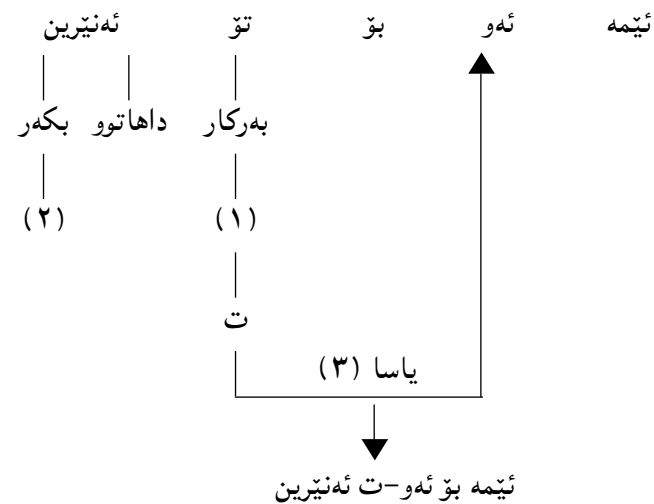 ئێمە ئەو بۆ تۆ ئەنێرین
بەرکار داهاتوو بکەر
(١) (٢)
ت
یاسا (٣)
ئێمە بۆ ئەو-ت ئەنێرین